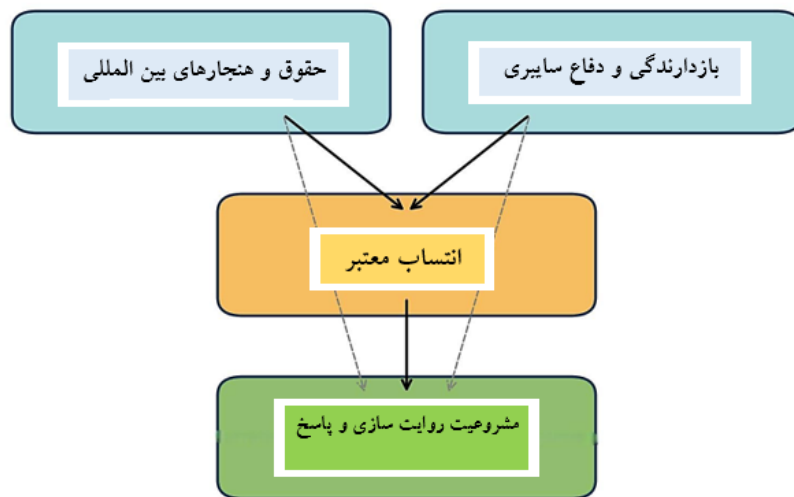 بازدارندگی و دفاع سایبری
حقوق و هنجارهای بین المللی
انتساب معتبر
مشروعیت روایت سازی و پاسخ